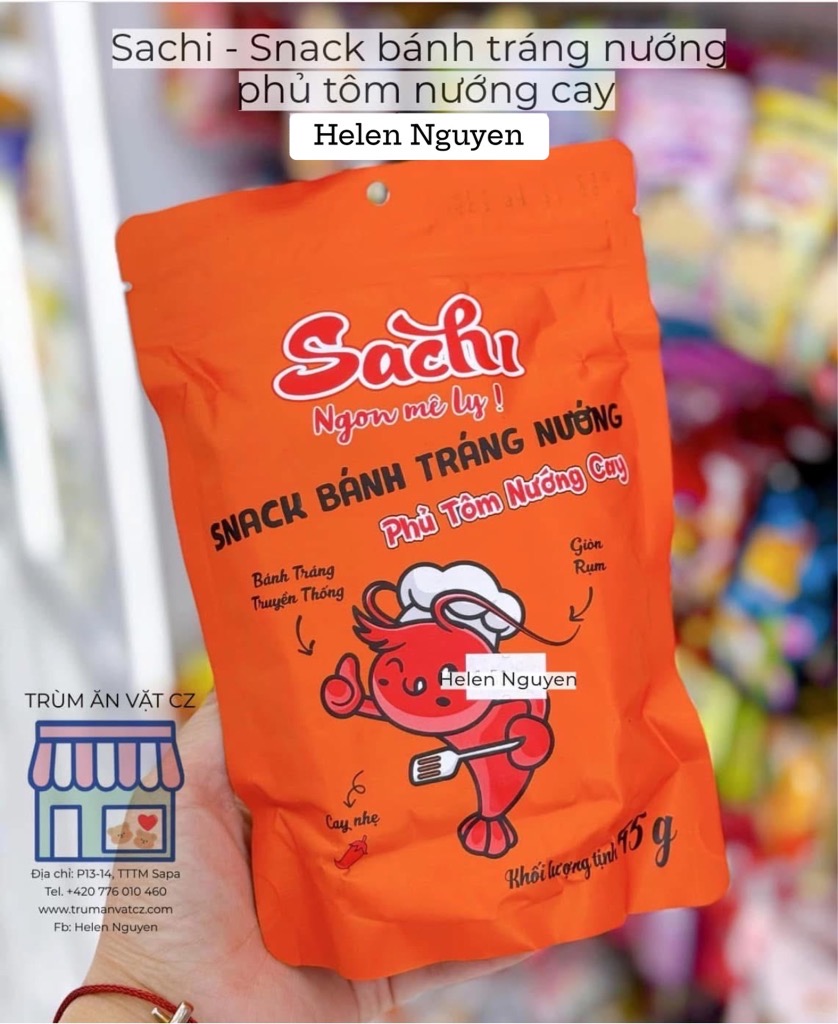 Sachi - Snack bánh tráng nướng
phủ tôm nướng cay
Helen Nguyen
Sachi
Ngon mê ly !
SNACK BÁNH TRÁNG NƯỚNG
Phủ Tôm Nướng Cay
Bánh Tráng
Truyền Thống
Giòn
Rụm
Helen Nguyen
Cay nhẹ
Khối lượng tịnh 95 g
TRÙM ĂN VẶT CZ
Địa chỉ: P13-14, TTTM Sapa
Tel. +420 776 010 460
www.trumanvatcz.com
Fb: Helen Nguyen